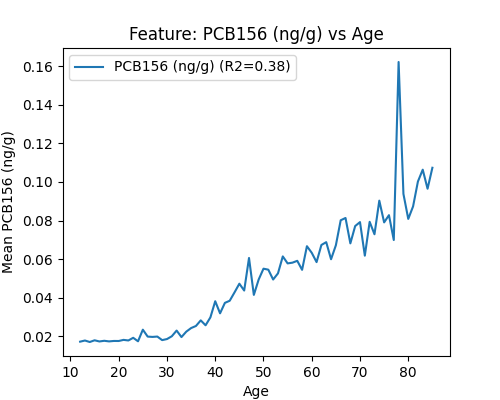 Feature: PCB156 (ng/g) vs Age
PCB156 (ng/g) (R2=0.38)
Mean PCB156 (ng/g)
0.16
0.14
0.12
0.10
0.08
0.06
0.04
0.02
10 20 30 40 50 60 70 80
Age